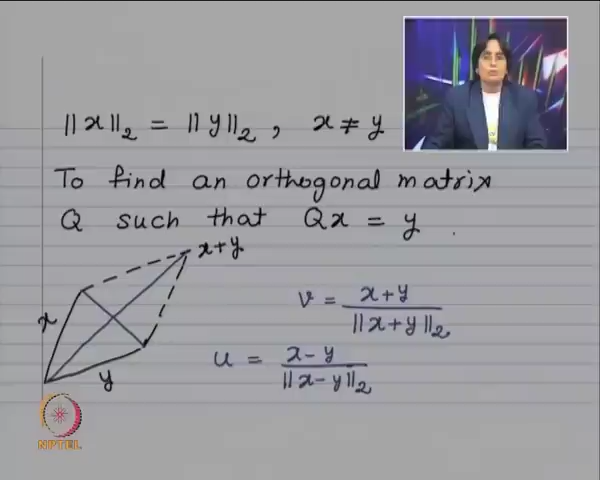 ||x||₂ = ||y||₂, x ≠ y
To find an orthogonal matrix
Q such that Qx = y.
x+y
x
y
v = x+y / ||x+y||₂
u = x-y / ||x-y||₂
NPTEL